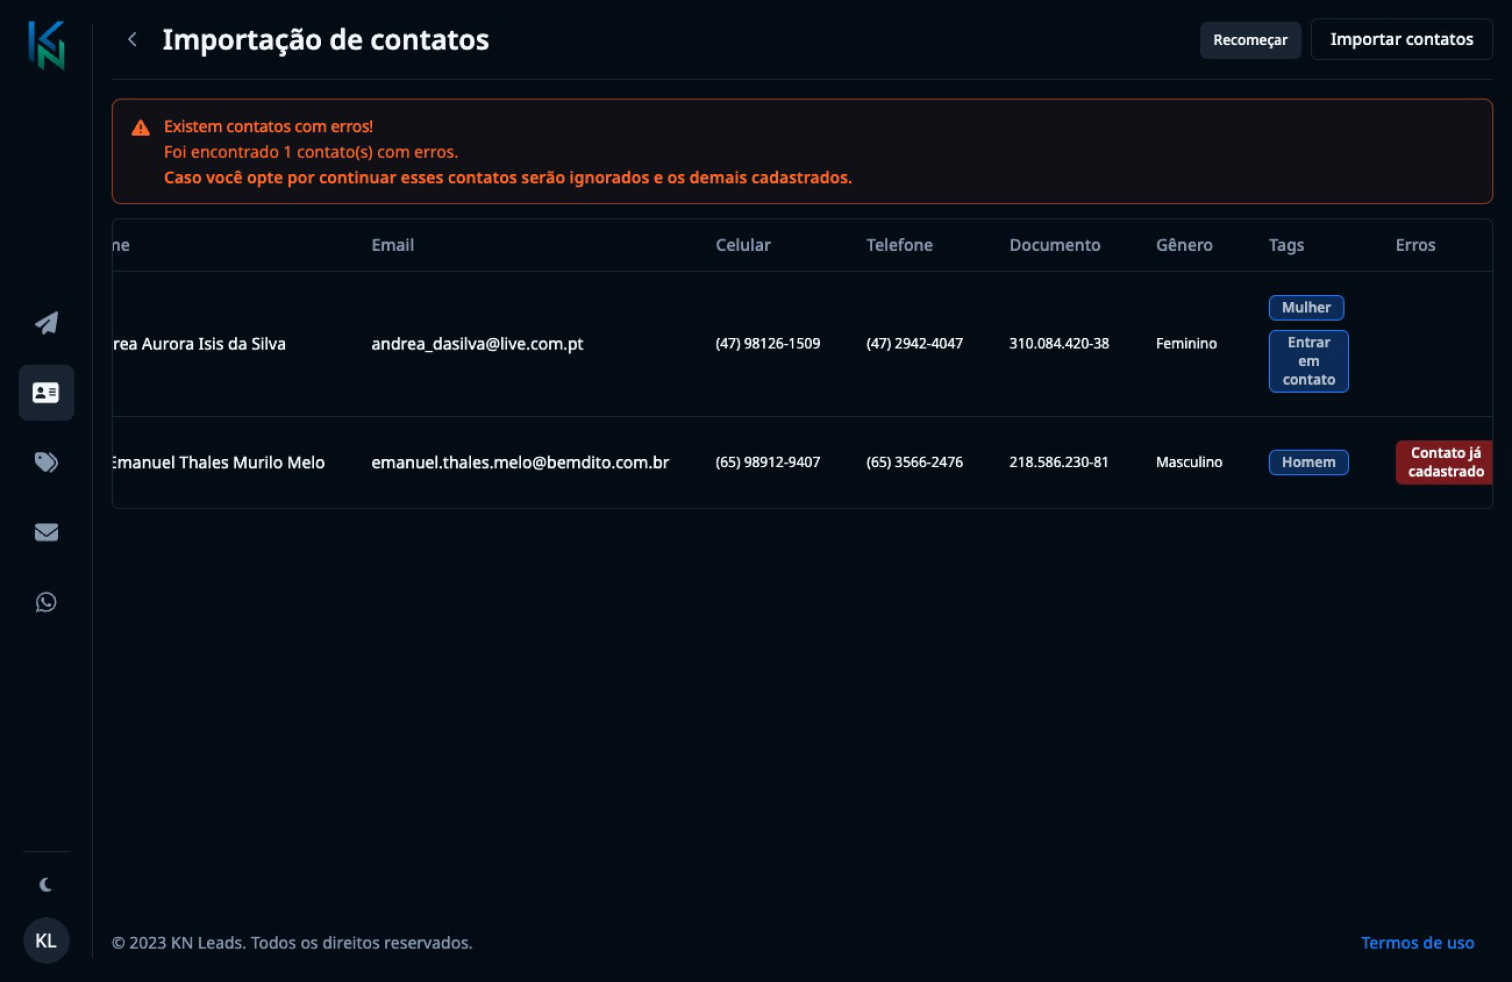 Importação de contatos
Recomeçar
Importar contatos
Existem contatos com erros!
Foi encontrado 1 contato(s) com erros.
Caso você opte por continuar esses contatos serão ignorados e os demais cadastrados.
me Email Celular Telefone Documento Gênero Tags Erros
rea Aurora Isis da Silva andrea_dasilva@live.com.pt (47) 98126-1509 (47) 2942-4047 310.084.420-38 Feminino
Mulher
Entrar
em
contato
Emanuel Thales Murilo Melo emanuel.thales.melo@bemdito.com.br (65) 98912-9407 (65) 3566-2476 218.586.230-81 Masculino Homem
Contato já
cadastrado
KL
© 2023 KN Leads. Todos os direitos reservados.
Termos de uso